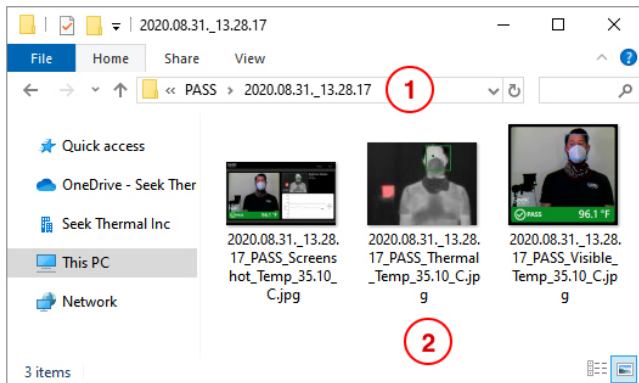 2020.08.31._13.28.17
File Home Share View
« PASS > 2020.08.31._13.28.17
1
Quick access
OneDrive - Seek Ther
Seek Thermal Inc
This PC
Network
PASS 96.1 °F
Seek
PASS 96.1 °F
2020.08.31._13.28.
17_PASS_Screens
hot_Temp_35.10_
C.jpg
2020.08.31._13.28.
17_PASS_Thermal
_Temp_35.10_C.jp
g
2020.08.31._13.28.
17_PASS_Visible_
Temp_35.10_C.jp
g
2
3 items